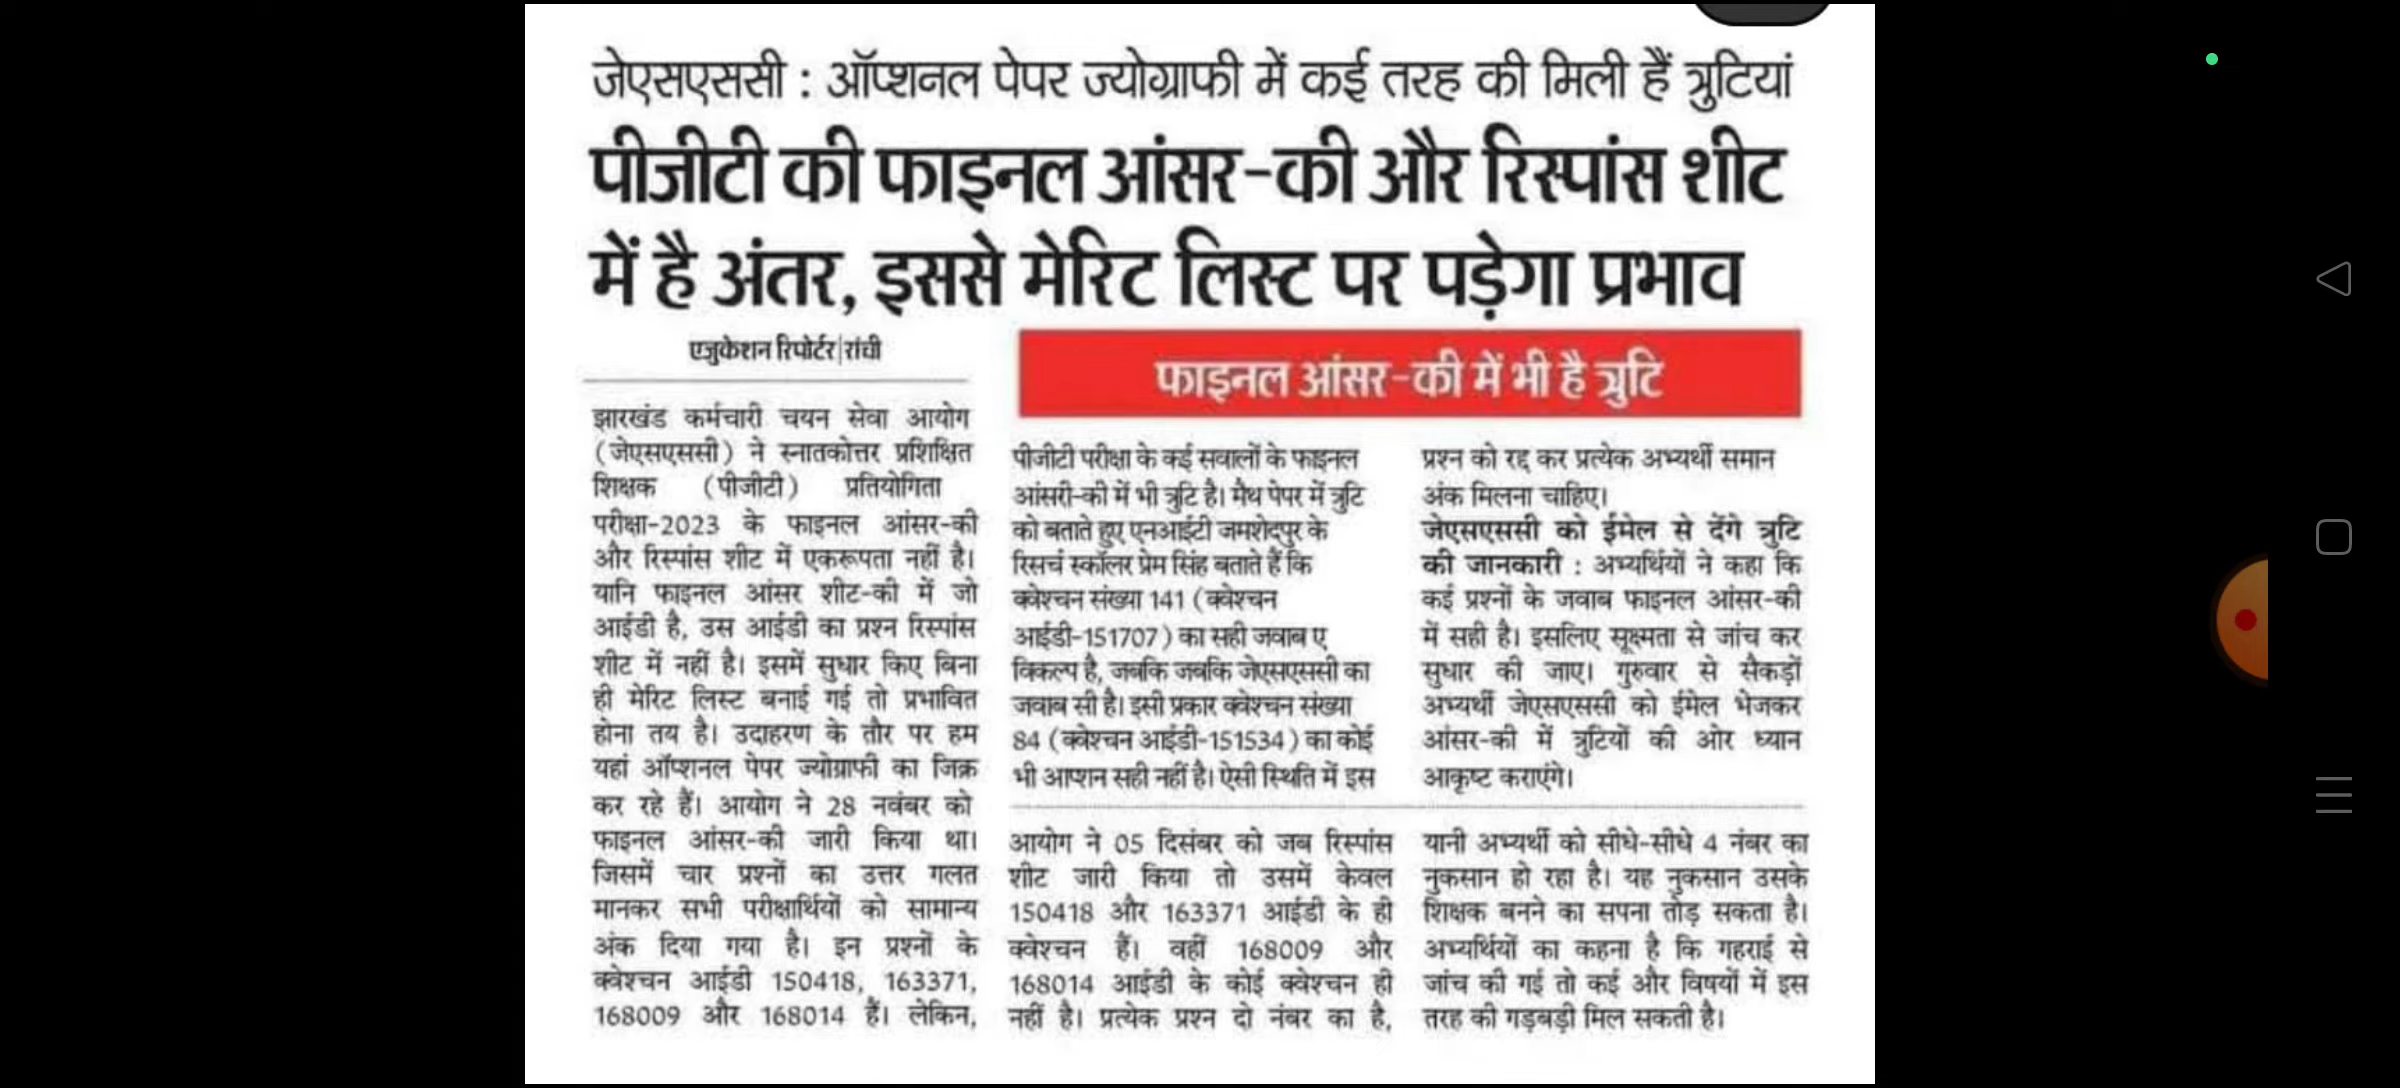 जेएसएससी : ऑप्शनल पेपर ज्योग्राफी में कई तरह की मिली हैं त्रुटियां
पीजीटी की फाइनल आंसर-की और रिस्पांस शीट
में है अंतर, इससे मेरिट लिस्ट पर पड़ेगा प्रभाव
एजुकेशन रिपोर्टर|रांची
झारखंड कर्मचारी चयन सेवा आयोग
(जेएसएससी) ने स्नातकोत्तर प्रशिक्षित
शिक्षक (पीजीटी) प्रतियोगिता
परीक्षा-2023 के फाइनल आंसर-की
और रिस्पांस शीट में एकरूपता नहीं है।
यानि फाइनल आंसर शीट-की में जो
आईडी है, उस आईडी का प्रश्न रिस्पांस
शीट में नहीं है। इसमें सुधार किए बिना
ही मेरिट लिस्ट बनाई गई तो प्रभावित
होना तय है। उदाहरण के तौर पर हम
यहां ऑप्शनल पेपर ज्योग्राफी का जिक्र
कर रहे हैं। आयोग ने 28 नवंबर को
फाइनल आंसर-की जारी किया था।
जिसमें चार प्रश्नों का उत्तर गलत
मानकर सभी परीक्षार्थियों को सामान्य
अंक दिया गया है। इन प्रश्नों के
क्वेश्चन आईडी 150418, 163371,
168009 और 168014 हैं। लेकिन,
फाइनल आंसर-की में भी है त्रुटि
पीजीटी परीक्षा के कई सवालों के फाइनल
आंसरी-की में भी त्रुटि है। मैथ पेपर में त्रुटि
को बताते हुए एनआईटी जमशेदपुर के
रिसर्च स्कॉलर प्रेम सिंह बताते हैं कि
क्वेश्चन संख्या 141 (क्वेश्चन
आईडी-151707) का सही जवाब ए
विकल्प है, जबकि जबकि जेएसएससी का
जवाब सी है। इसी प्रकार क्वेश्चन संख्या
84 (क्वेश्चन आईडी-151534) का कोई
भी आप्शन सही नहीं है। ऐसी स्थिति में इस
प्रश्न को रद्द कर प्रत्येक अभ्यर्थी समान
अंक मिलना चाहिए।
जेएसएससी को ईमेल से देंगे त्रुटि
की जानकारी : अभ्यर्थियों ने कहा कि
कई प्रश्नों के जवाब फाइनल आंसर-की
में सही है। इसलिए सूक्ष्मता से जांच कर
सुधार की जाए। गुरुवार से सैकड़ों
अभ्यर्थी जेएसएससी को ईमेल भेजकर
आंसर-की में त्रुटियों की ओर ध्यान
आकृष्ट कराएंगे।
आयोग ने 05 दिसंबर को जब रिस्पांस
शीट जारी किया तो उसमें केवल
150418 और 163371 आईडी के ही
क्वेश्चन हैं। वहीं 168009 और
168014 आईडी के कोई क्वेश्चन ही
नहीं है। प्रत्येक प्रश्न दो नंबर का है,
यानी अभ्यर्थी को सीधे-सीधे 4 नंबर का
नुकसान हो रहा है। यह नुकसान उसके
शिक्षक बनने का सपना तोड़ सकता है।
अभ्यर्थियों का कहना है कि गहराई से
जांच की गई तो कई और विषयों में इस
तरह की गड़बड़ी मिल सकती है।